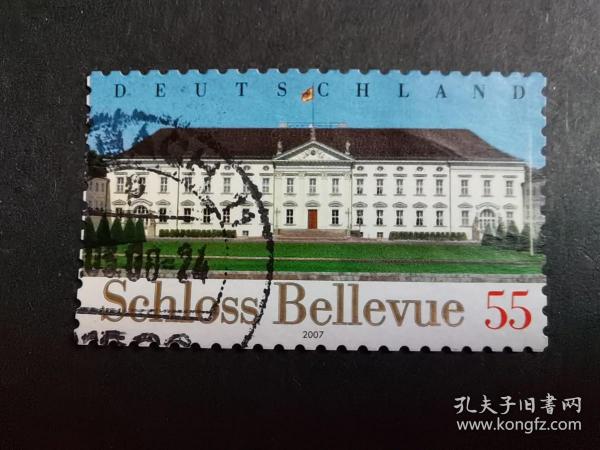 DEUTSCHLAND
Schloss Bellevue 55
2007
孔夫子旧书网
www.kongfz.com